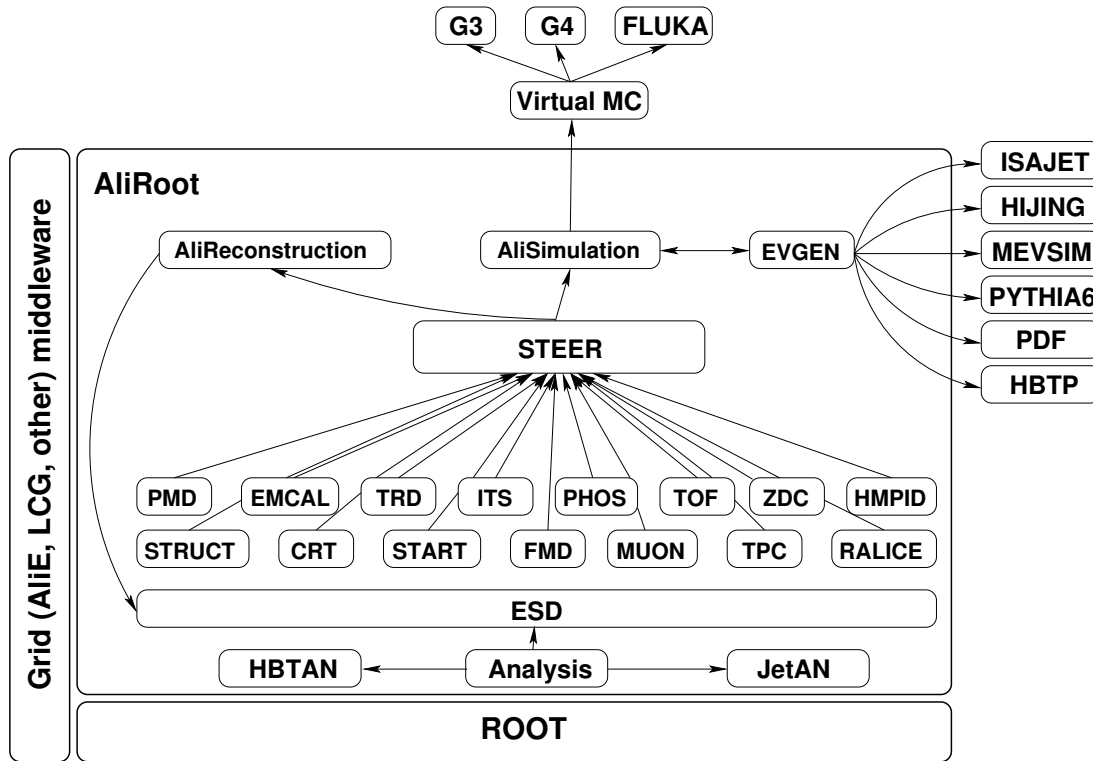 G3 G4 FLUKA
Virtual MC
Grid (AliE, LCG, other) middleware
AliRoot
AliReconstruction AliSimulation EVGEN
ISAJET
HIJING
MEVSIM
PYTHIA6
PDF
HBTP
STEER
PMD EMCAL TRD ITS PHOS TOF ZDC HMPID
STRUCT CRT START FMD MUON TPC RALICE
ESD
HBTAN Analysis JetAN
ROOT